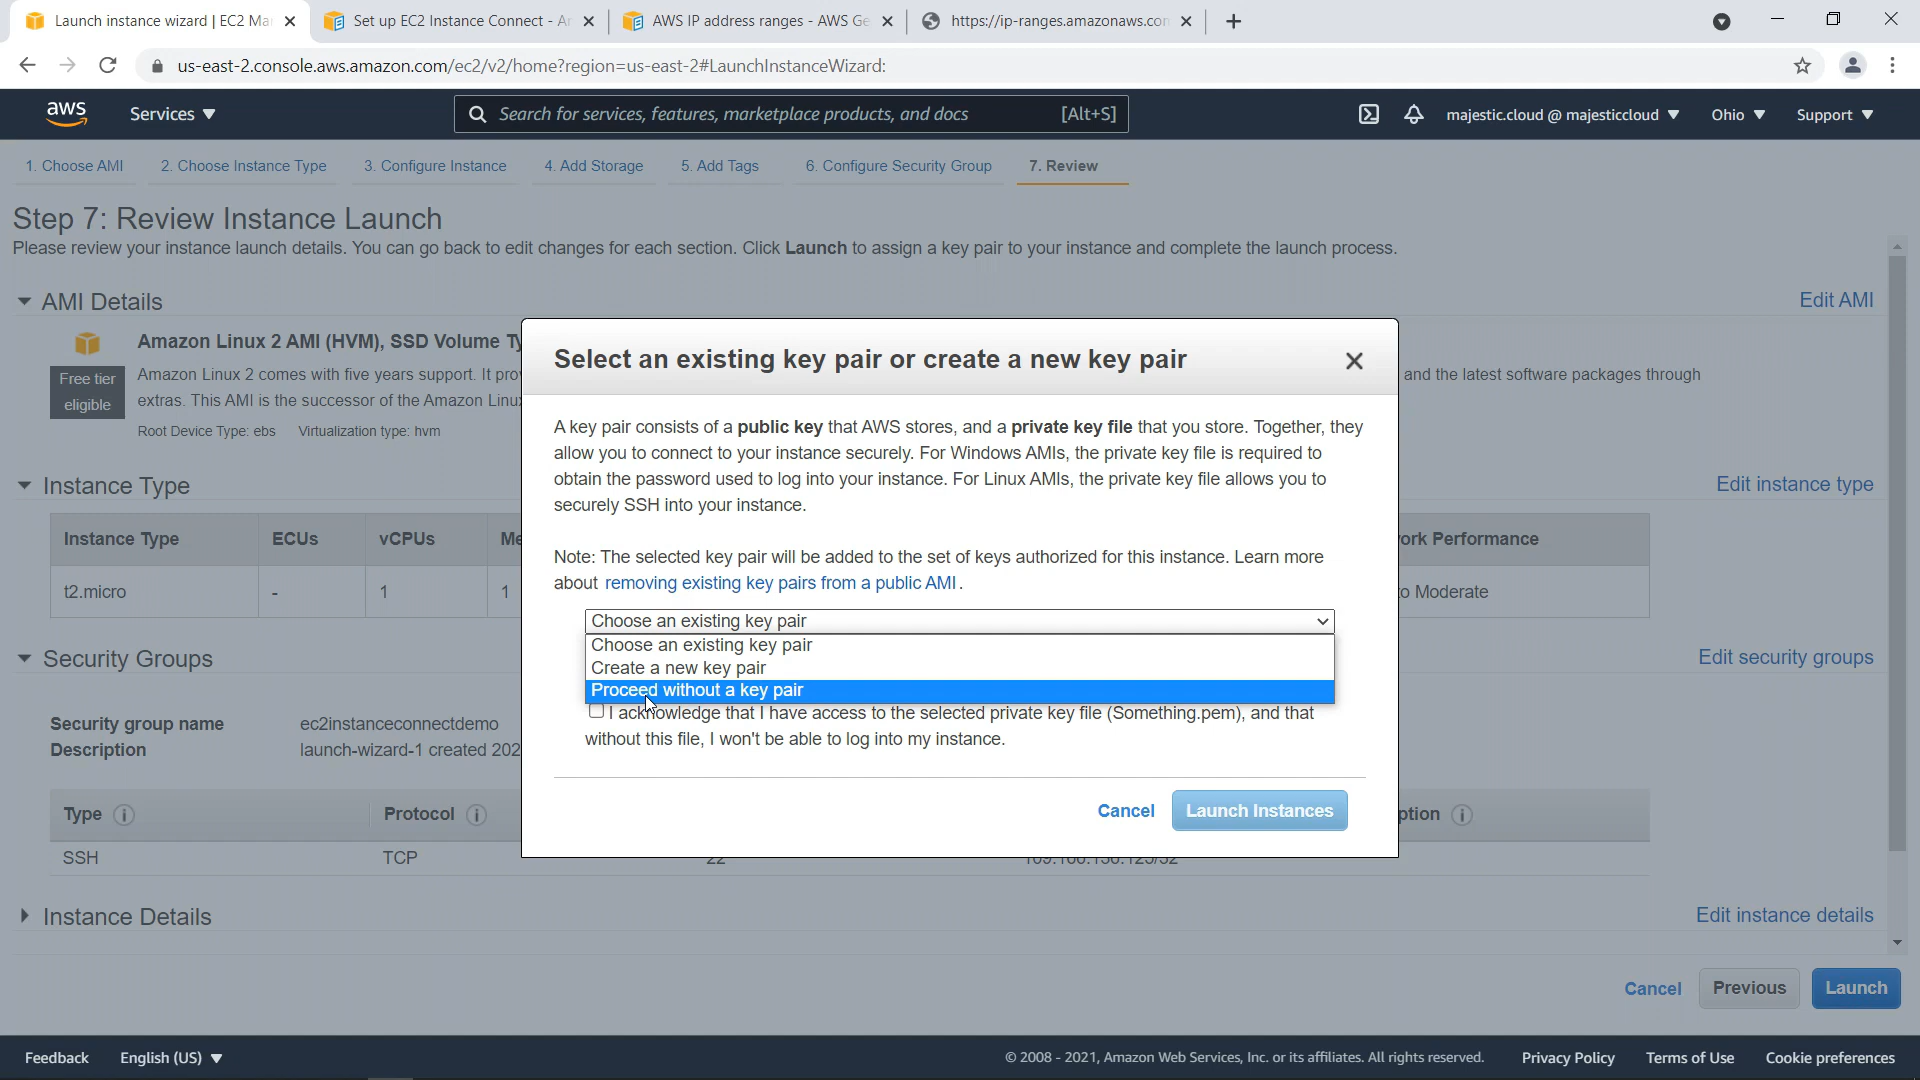 Launch instance wizard | EC2 Ma
Set up EC2 Instance Connect - A
AWS IP address ranges - AWS Ge
https://ip-ranges.amazonaws.co
us-east-2.console.aws.amazon.com/ec2/v2/home?region=us-east-2#LaunchInstanceWizard:
aws
Services
Search for services, features, marketplace products, and docs
[Alt+S]
majestic.cloud @ majesticcloud
Ohio
Support
1. Choose AMI
2. Choose Instance Type
3. Configure Instance
4. Add Storage
5. Add Tags
6. Configure Security Group
7. Review
Step 7: Review Instance Launch
Please review your instance launch details. You can go back to edit changes for each section. Click Launch to assign a key pair to your instance and complete the launch process.
AMI Details
Edit AMI
Amazon Linux 2 AMI (HVM), SSD Volume Ty
Free tier
eligible
Amazon Linux 2 comes with five years support. It pro
and the latest software packages through
extras. This AMI is the successor of the Amazon Linu
Root Device Type: ebs Virtualization type: hvm
Instance Type
Edit instance type
Instance Type
ECUs
vCPUs
Me
ork Performance
t2.micro
-
1
1
to Moderate
Security Groups
Edit security groups
Security group name
ec2instanceconnectdemo
Description
launch-wizard-1 created 202
Type
Protocol
ption
SSH
TCP
22
Instance Details
Edit instance details
Select an existing key pair or create a new key pair
A key pair consists of a public key that AWS stores, and a private key file that you store. Together, they
allow you to connect to your instance securely. For Windows AMIs, the private key file is required to
obtain the password used to log into your instance. For Linux AMIs, the private key file allows you to
securely SSH into your instance.
Note: The selected key pair will be added to the set of keys authorized for this instance. Learn more
about removing existing key pairs from a public AMI.
Choose an existing key pair
Choose an existing key pair
Create a new key pair
Proceed without a key pair
I acknowledge that I have access to the selected private key file (Something.pem), and that
without this file, I won't be able to log into my instance.
Cancel
Launch Instances
Cancel
Previous
Launch
Feedback
English (US)
© 2008 - 2021, Amazon Web Services, Inc. or its affiliates. All rights reserved.
Privacy Policy
Terms of Use
Cookie preferences